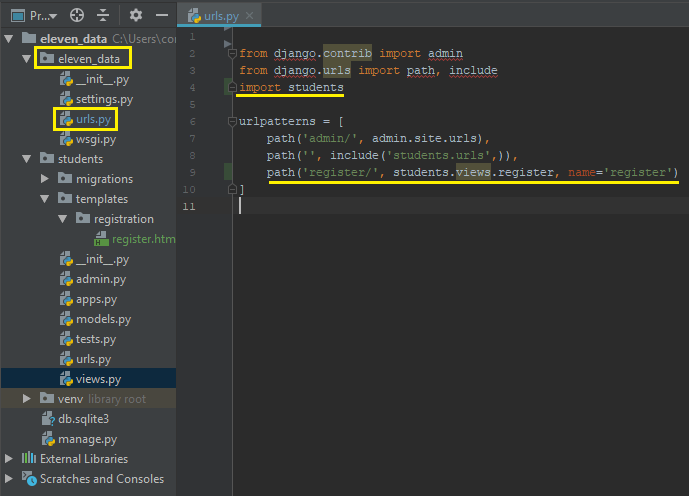 Pr...
urls.py
eleven_data C:\Users\cor
eleven_data
__init__.py
settings.py
urls.py
wsgi.py
students
migrations
templates
registration
register.htm
__init__.py
admin.py
apps.py
models.py
tests.py
urls.py
views.py
venv library root
db.sqlite3
manage.py
External Libraries
Scratches and Consoles
1
2 from django.contrib import admin
3 from django.urls import path, include
4 import students
5
6 urlpatterns = [
7 path('admin/', admin.site.urls),
8 path('', include('students.urls',)),
9 path('register/', students.views.register, name='register')
10 ]
11